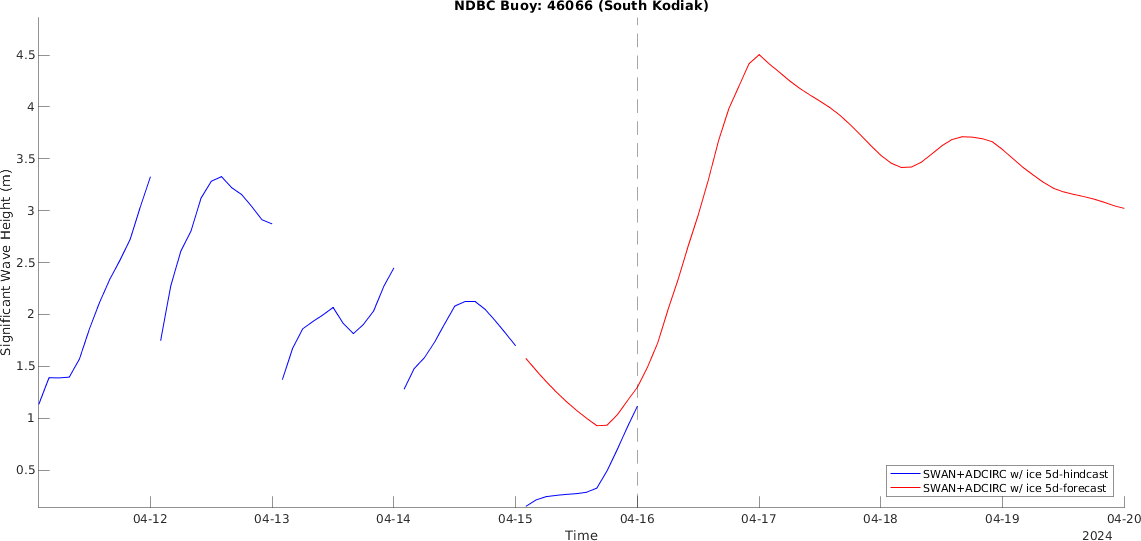 NDBC Buoy: 46066 (South Kodiak)
Significant Wave Height (m)
4.5
4
3.5
3
2.5
2
1.5
1
0.5
SWAN+ADCIRC w/ ice 5d-hindcast
SWAN+ADCIRC w/ ice 5d-forecast
04-12 04-13 04-14 04-15 04-16 04-17 04-18 04-19 04-20
Time
2024